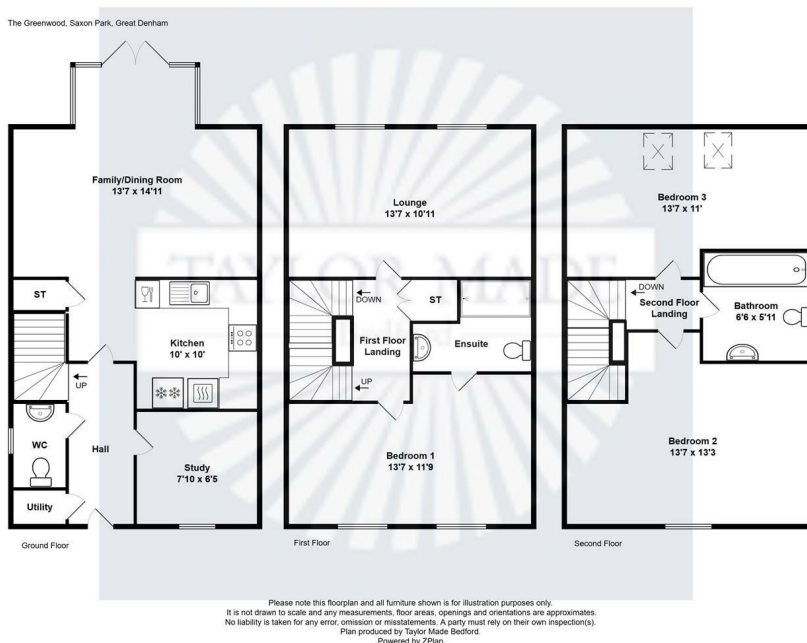 The Greenwood, Saxon Park, Great Denham
Family/Dining Room
13'7 x 14'11
ST
Kitchen
10' x 10'
UP
WC
Hall
Study
7'10 x 6'5
Utility
Ground Floor
Lounge
13'7 x 10'11
DOWN
ST
First Floor
Landing
Ensuite
UP
Bedroom 1
13'7 x 11'9
First Floor
Bedroom 3
13'7 x 11'
DOWN
Second Floor
Landing
Bathroom
6'6 x 5'11
Bedroom 2
13'7 x 13'3
Second Floor
TAYLOR MADE
Please note this floorplan and all furniture shown is for illustration purposes only.
It is not drawn to scale and any measurements, floor areas, openings and orientations are approximates.
No liability is taken for any error, omission or misstatements. A party must rely on their own inspection(s).
Plan produced by Taylor Made Bedford.
Powered by ZPlan.